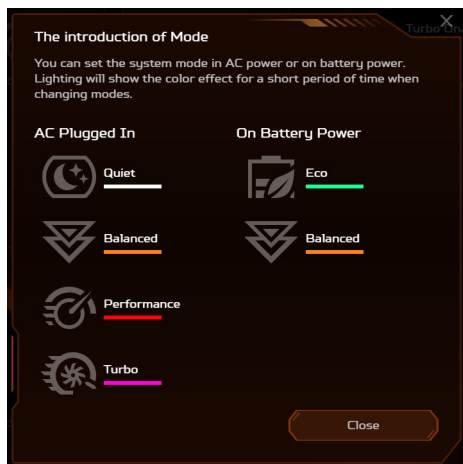 Turbo On
The introduction of Mode
You can set the system mode in AC power or on battery power.
Lighting will show the color effect for a short period of time when
changing modes.
AC Plugged In
On Battery Power
Quiet
Eco
Balanced
Balanced
Performance
Turbo
Close